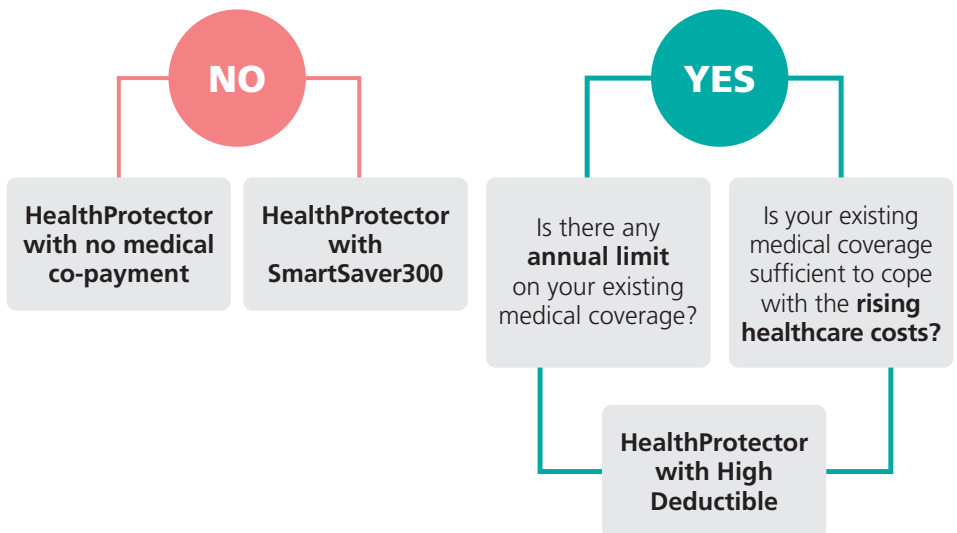 NO
HealthProtector
with no medical
co-payment
HealthProtector
with
SmartSaver300
YES
Is there any
annual limit
on your existing
medical coverage?
Is your existing
medical coverage
sufficient to cope
with the rising
healthcare costs?
HealthProtector
with High
Deductible